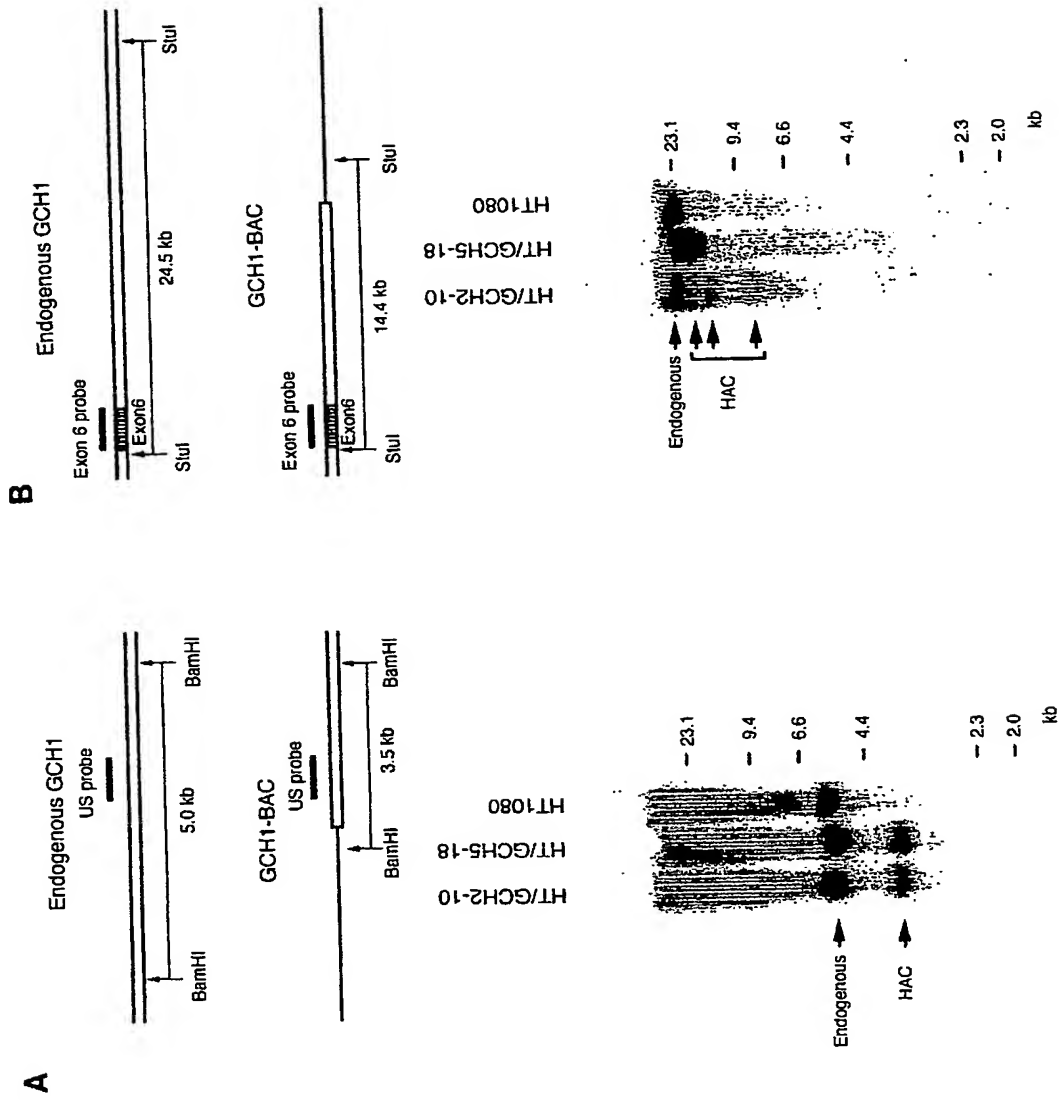 A
Endogenous GCH1
US probe
BamHI
BamHI
5.0 kb
GCH1-BAC
US probe
BamHI
BamHI
3.5 kb
HT/GCH2-10
HT/GCH5-18
HT1080
Endogenous
HAC
23.1
9.4
6.6
4.4
2.3
2.0
kb
B
Endogenous GCH1
Exon 6 probe
Exon6
StuI
StuI
24.5 kb
GCH1-BAC
Exon 6 probe
Exon6
StuI
StuI
14.4 kb
HT/GCH2-10
HT/GCH5-18
HT1080
Endogenous
HAC
23.1
9.4
6.6
4.4
2.3
2.0
kb